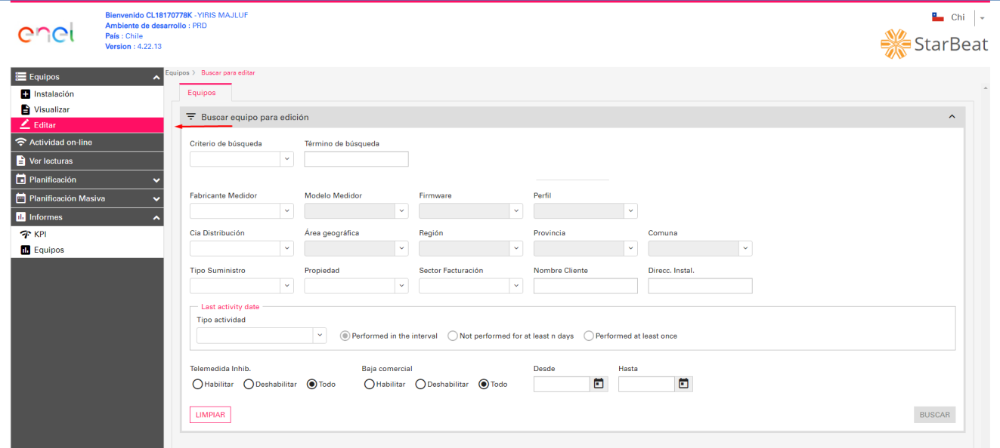 enel
Bienvenido CL18170778K -YIRIS MAJLUF
Ambiente de desarrollo : PRD
País : Chile
Version : 4.22.13
Chi
StarBeat
Equipos
Instalación
Visualizar
Editar
Actividad on-line
Ver lecturas
Planificación
Planificación Masiva
Informes
KPI
Equipos
Equipos > Buscar para editar
Equipos
Buscar equipo para edición
Criterio de búsqueda Término de búsqueda
Fabricante Medidor Modelo Medidor Firmware Perfil
Cia Distribución Área geográfica Región Provincia Comuna
Tipo Suministro Propiedad Sector Facturación Nombre Cliente Direcc. Instal.
Last activity date
Tipo actividad
Performed in the interval Not performed for at least n days Performed at least once
Telemedida Inhib. Baja comercial Desde Hasta
Habilitar Deshabilitar Todo Habilitar Deshabilitar Todo
LIMPIAR BUSCAR